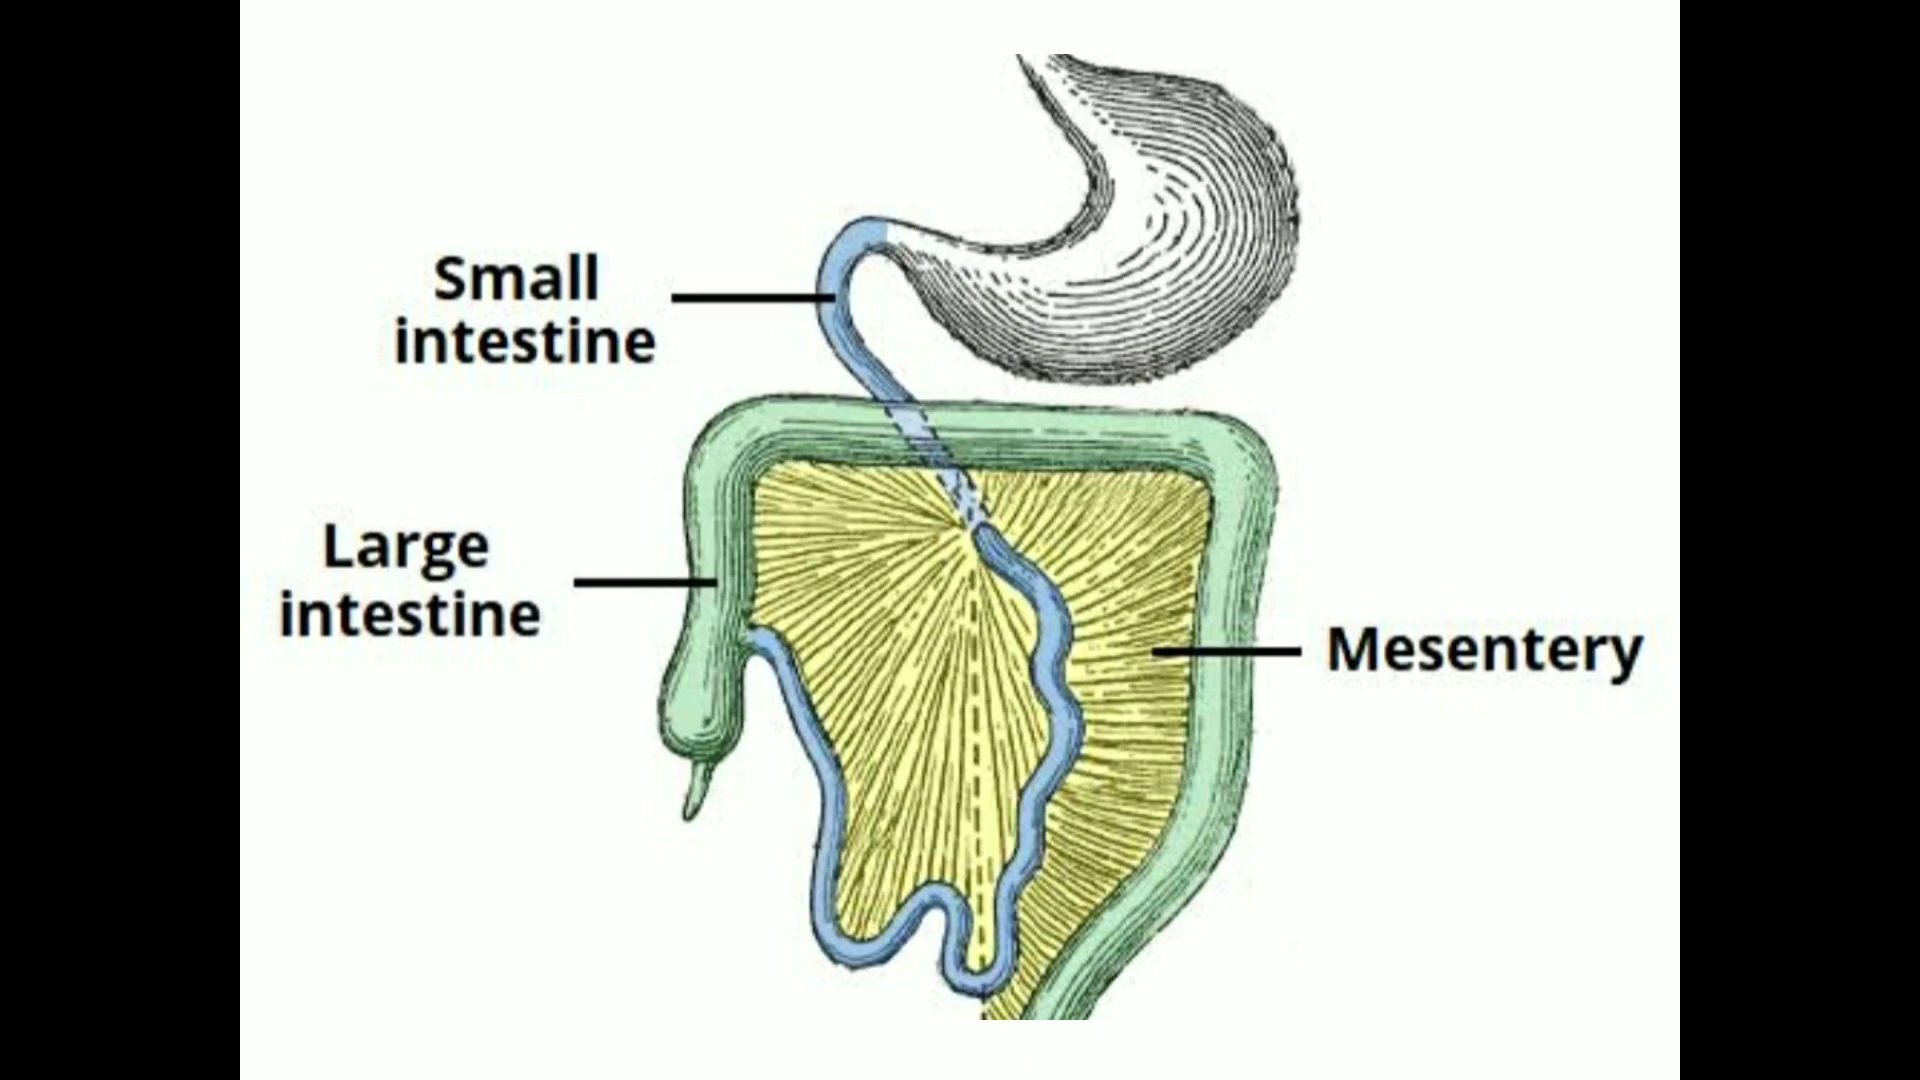 Small
intestine
Large
intestine
Mesentery